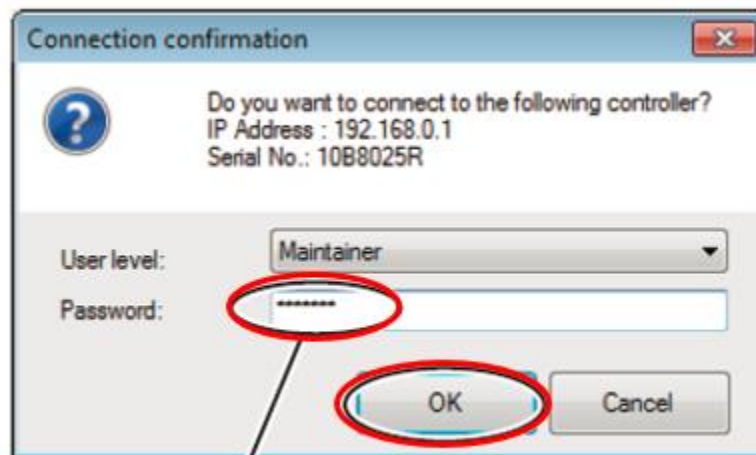 Connection confirmation
Do you want to connect to the following controller?
IP Address : 192.168.0.1
Serial No.: 10B8025R
User level: Maintainer
Password: *******
OK Cancel